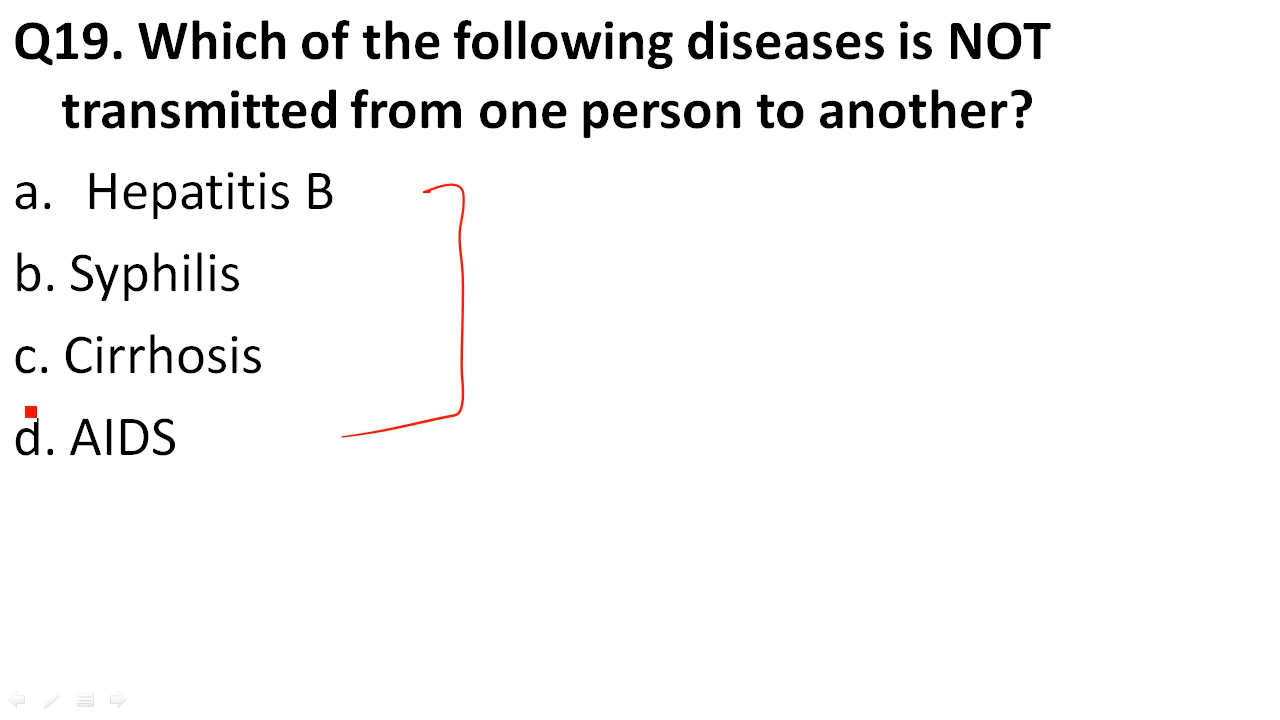 Q19. Which of the following diseases is NOT
transmitted from one person to another?
a. Hepatitis B
b. Syphilis
c. Cirrhosis
d. AIDS